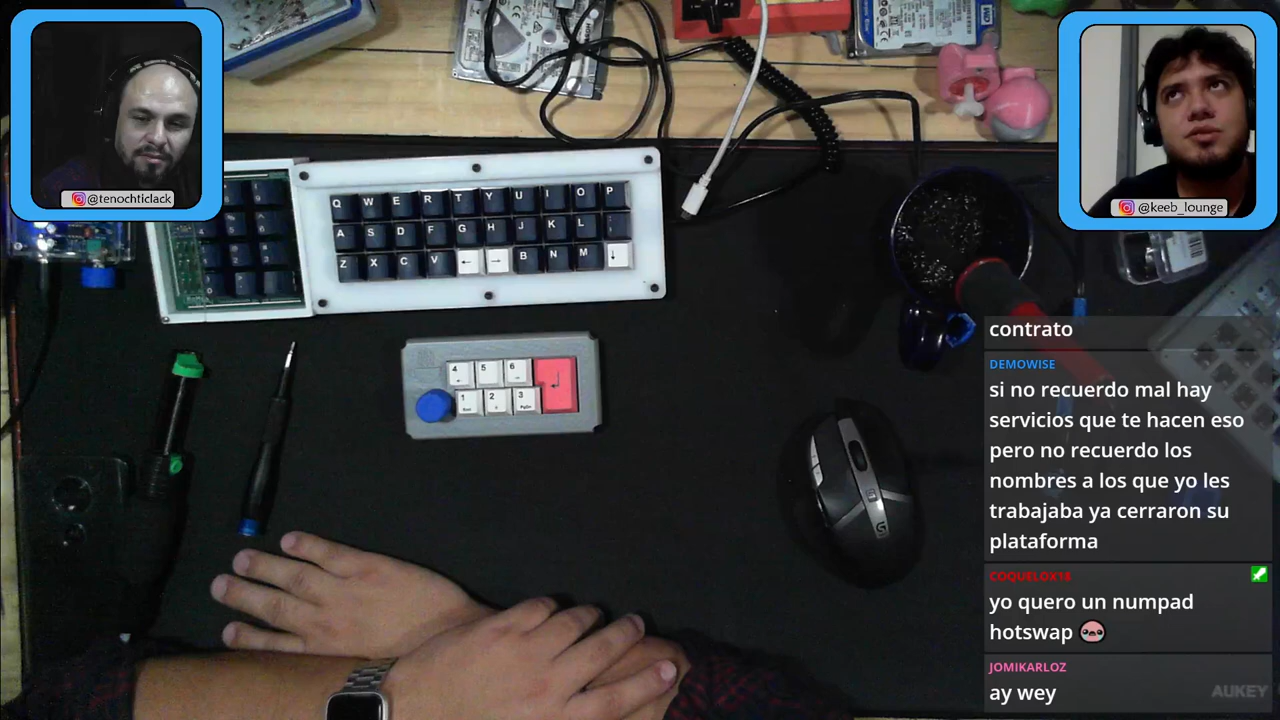 @tenochticlack
@keeb_lounge
Q W E R T Y U I O P
A S D F G H J K L ;
Z X C V ← → B N M ↓
4 5 6
1 2 3
contrato
DEMOWISE
si no recuerdo mal hay
servicios que te hacen eso
pero no recuerdo los
nombres a los que yo les
trabajaba ya cerraron su
plataforma
COQUELOX18
yo quero un numpad
hotswap
JOMIKARLOZ
ay wey
AUKEY